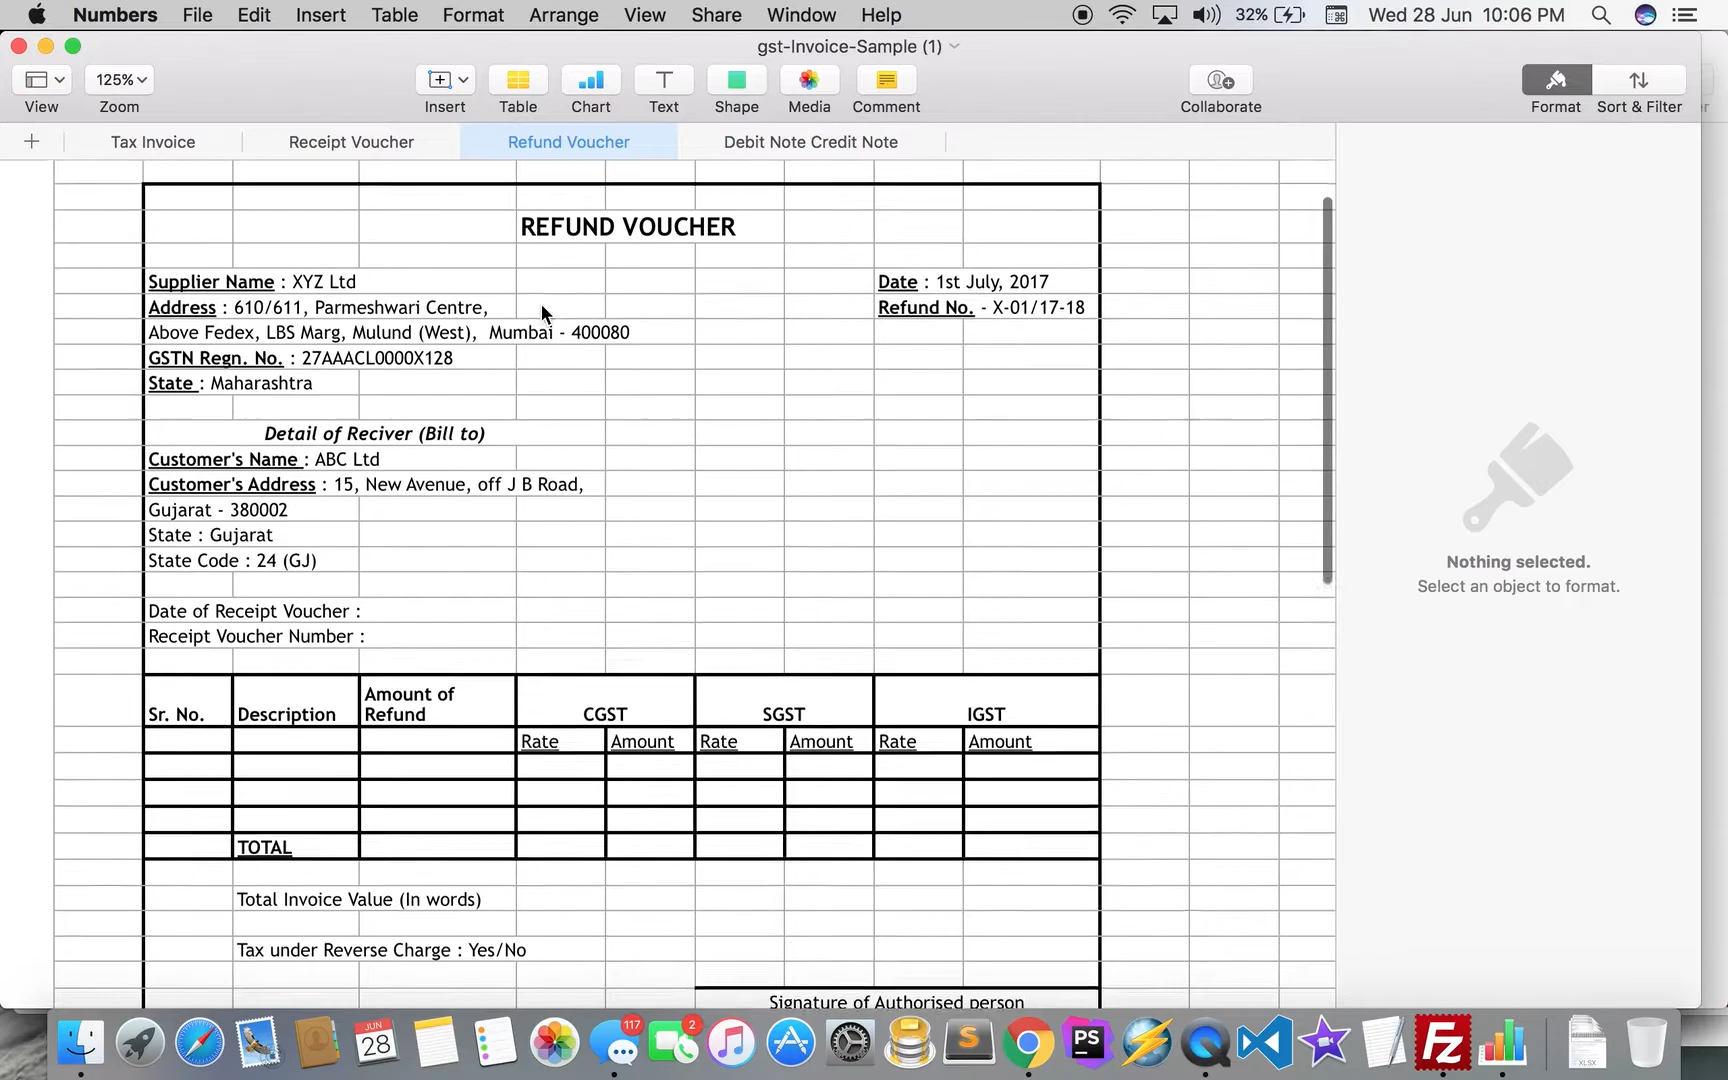 Numbers File Edit Insert Table Format Arrange View Share Window Help 32% Wed 28 Jun 10:06 PM
gst-Invoice-Sample (1)
125%
View Zoom Insert Table Chart Text Shape Media Comment Collaborate Format Sort & Filter
Tax Invoice Receipt Voucher Refund Voucher Debit Note Credit Note
REFUND VOUCHER
Supplier Name : XYZ Ltd Date : 1st July, 2017
Address : 610/611, Parmeshwari Centre, Refund No. - X-01/17-18
Above Fedex, LBS Marg, Mulund (West), Mumbai - 400080
GSTN Regn. No. : 27AAACL0000X128
State : Maharashtra
Detail of Reciver (Bill to)
Customer's Name : ABC Ltd
Customer's Address : 15, New Avenue, off J B Road,
Gujarat - 380002
State : Gujarat
State Code : 24 (GJ)
Date of Receipt Voucher :
Receipt Voucher Number :
Sr. No. Description Amount of Refund CGST SGST IGST
Rate Amount Rate Amount Rate Amount
TOTAL
Total Invoice Value (In words)
Tax under Reverse Charge : Yes/No
Signature of Authorised person
Nothing selected.
Select an object to format.
JUN
28
117
2
PS
S
Fz
XLSX